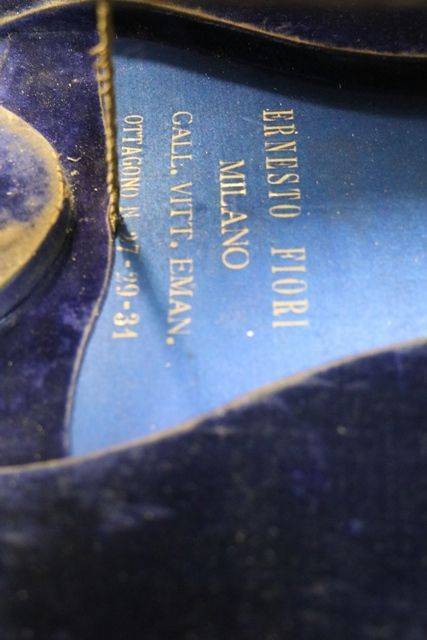 ERNESTO FIORI
MILANO
GALL. VITT. EMAN.
OTTAGONO N 27-29-31